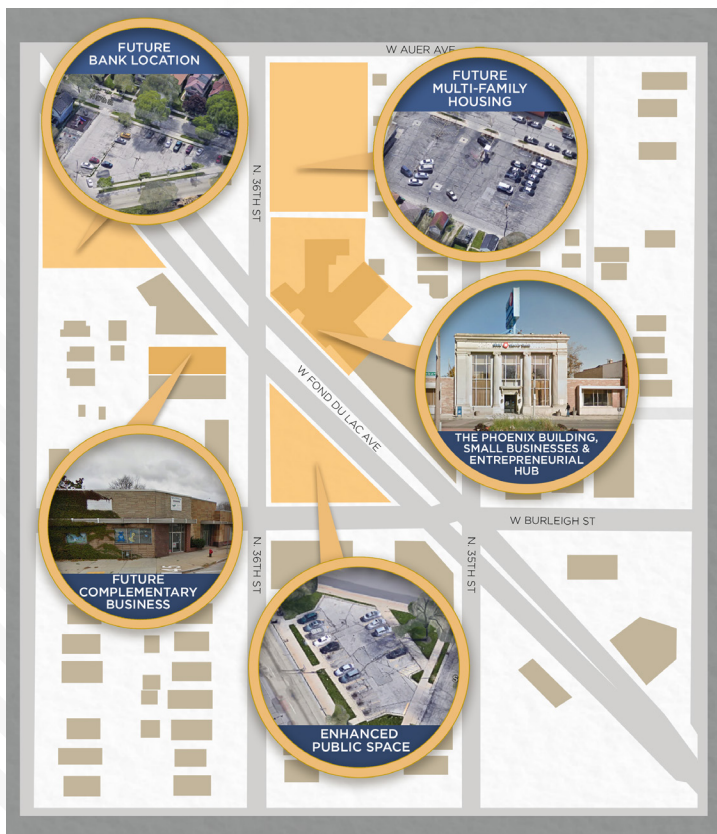 W AUER AVE
FUTURE
BANK LOCATION
FUTURE
MULTI-FAMILY
HOUSING
N. 36TH ST
W FOND DU LAC AVE
THE PHOENIX BUILDING,
SMALL BUSINESSES &
ENTREPRENEURIAL
HUB
W BURLEIGH ST
N. 36TH ST
N. 35TH ST
FUTURE
COMPLEMENTARY
BUSINESS
ENHANCED
PUBLIC SPACE